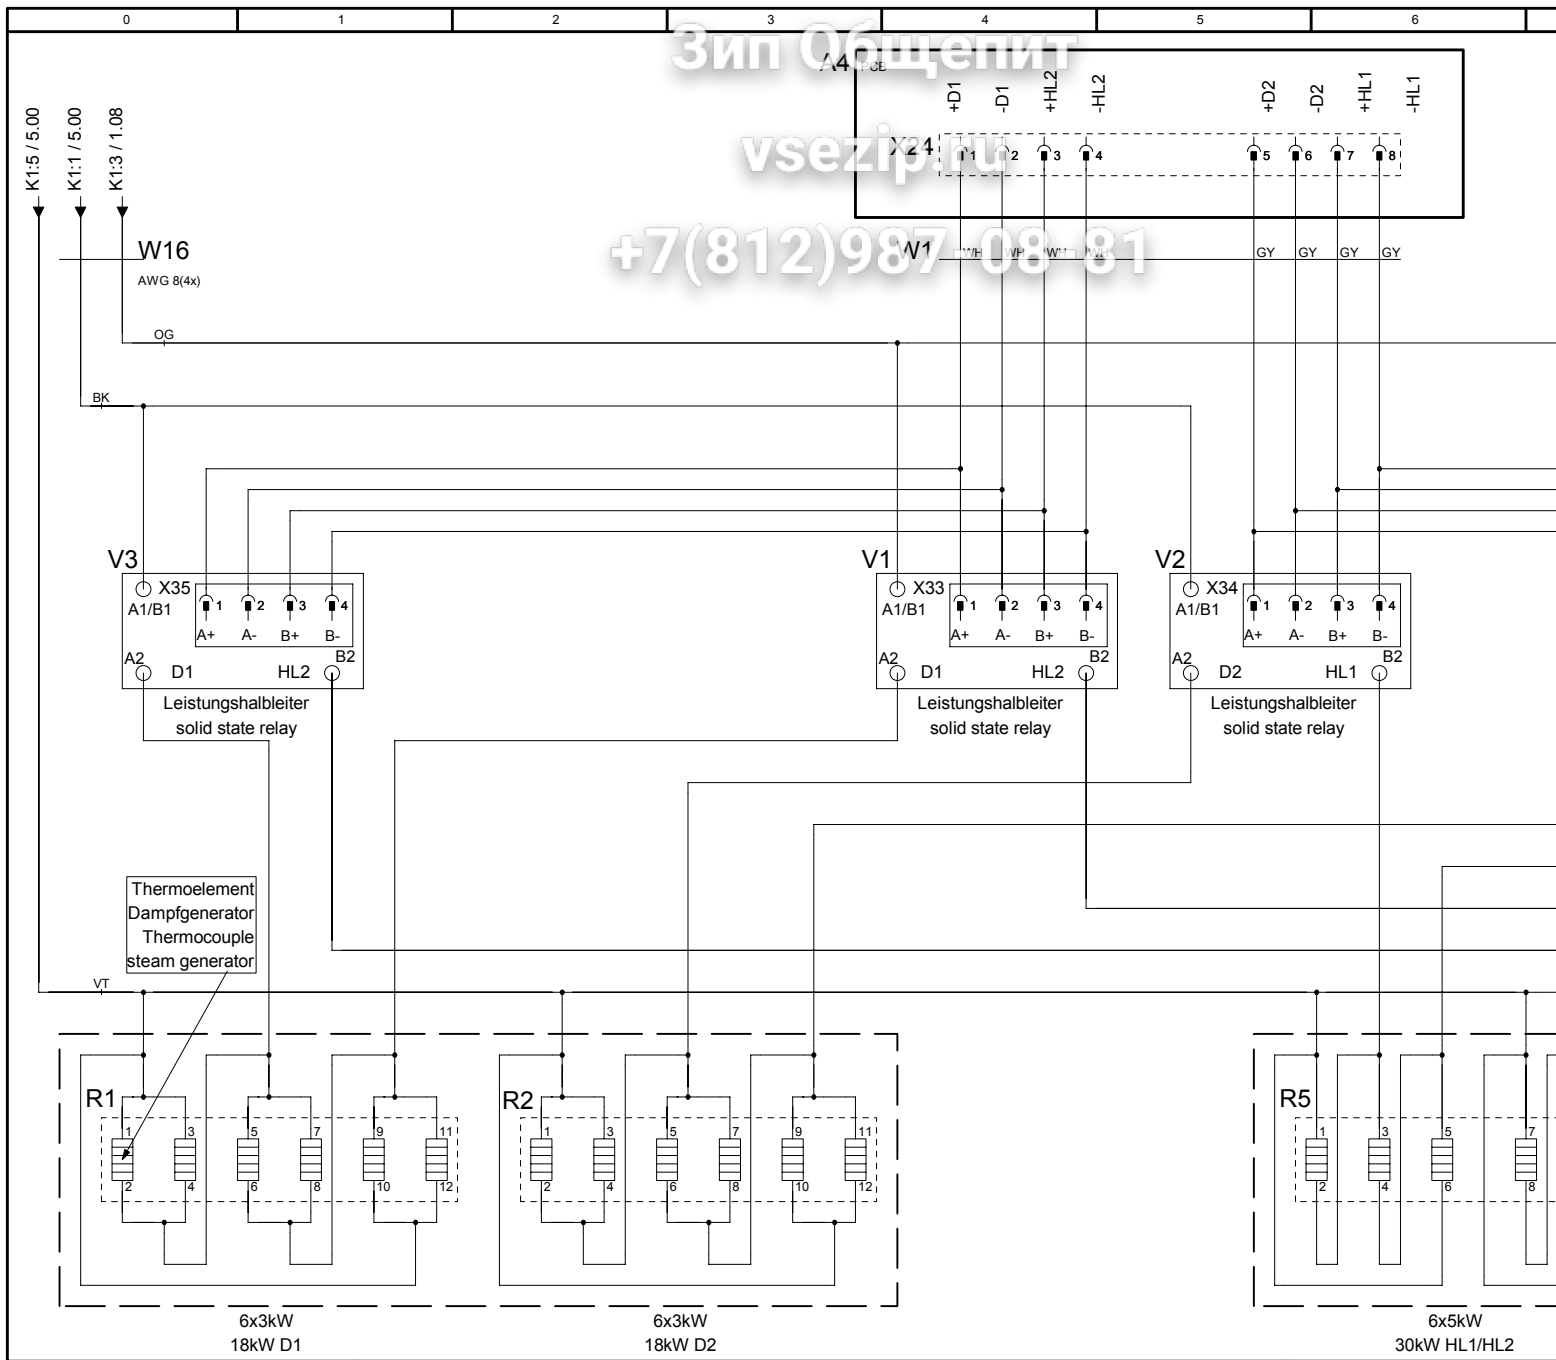 0 1 2 3 4 5 6
Зип Общепит
vsezip.ru
+7(812)987-08-81
A4 PCB
+D1 -D1 +HL2 -HL2 +D2 -D2 +HL1 -HL1
X24 1 2 3 4 5 6 7 8
K1:5 / 5.00
K1:1 / 5.00
K1:3 / 1.08
W16
AWG 8(4x)
W1 WH WH WH WH GY GY GY GY
OG
BK
V3
X35 1 2 3 4
A1/B1 A+ A- B+ B-
A2 D1 HL2 B2
Leistungshalbleiter
solid state relay
V1
X33 1 2 3 4
A1/B1 A+ A- B+ B-
A2 D1 HL2 B2
Leistungshalbleiter
solid state relay
V2
X34 1 2 3 4
A1/B1 A+ A- B+ B-
A2 D2 HL1 B2
Leistungshalbleiter
solid state relay
Thermoelement
Dampfgenerator
Thermocouple
steam generator
VT
R1
1 3 5 7 9 11
2 4 6 8 10 12
6x3kW
18kW D1
R2
1 3 5 7 9 11
2 4 6 8 10 12
6x3kW
18kW D2
R5
1 3 5 7
2 4 6 8
6x5kW
30kW HL1/HL2